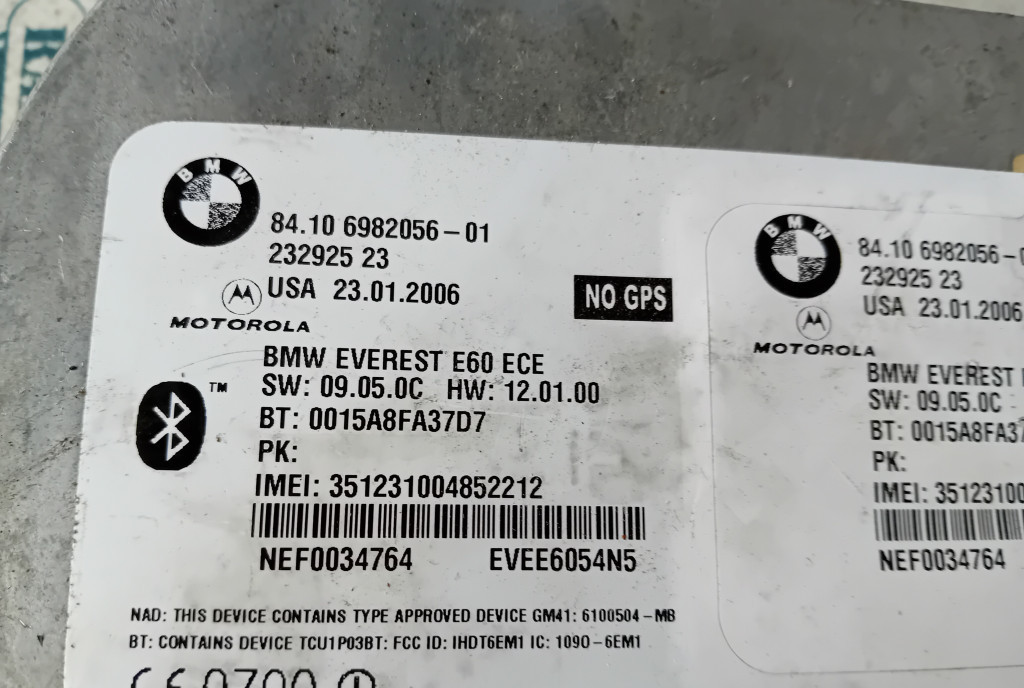 BMW
84.10 6982056-01
232925 23
USA 23.01.2006
NO GPS
MOTOROLA
BMW EVEREST E60 ECE
SW: 09.05.0C HW: 12.01.00
TM
BT: 0015A8FA37D7
PK:
IMEI: 351231004852212
NEF0034764 EVEE6054N5
NAD: THIS DEVICE CONTAINS TYPE APPROVED DEVICE GM41: 6100504-MB
BT: CONTAINS DEVICE TCU1P03BT: FCC ID: IHDT6EM1 IC: 1090-6EM1
BMW
84.10 6982056-
232925 23
USA 23.01.2006
MOTOROLA
BMW EVEREST
SW: 09.05.0C
BT: 0015A8FA37
PK:
IMEI: 3512310
NEF0034764